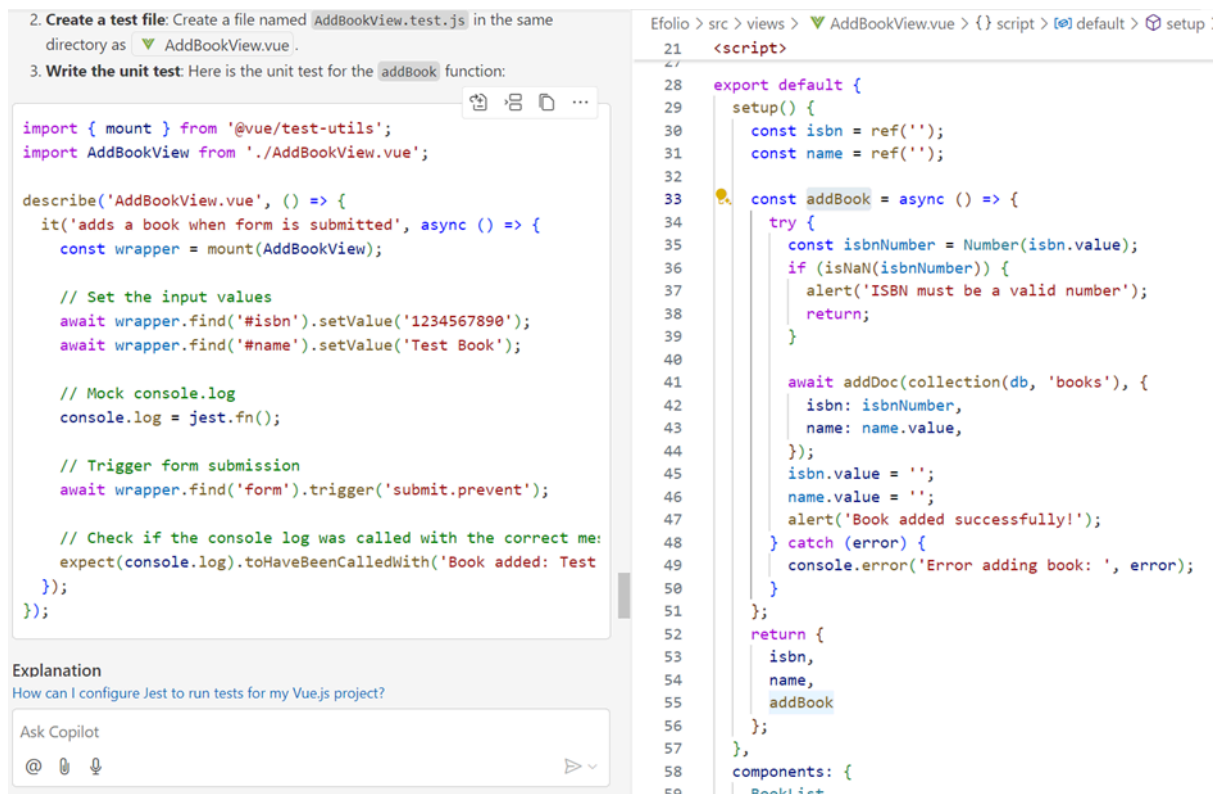 2. Create a test file: Create a file named AddBookView.test.js in the same
directory as AddBookView.vue .
3. Write the unit test: Here is the unit test for the addBook function:
import { mount } from '@vue/test-utils';
import AddBookView from './AddBookView.vue';
describe('AddBookView.vue', () => {
it('adds a book when form is submitted', async () => {
const wrapper = mount(AddBookView);
// Set the input values
await wrapper.find('#isbn').setValue('1234567890');
await wrapper.find('#name').setValue('Test Book');
// Mock console.log
console.log = jest.fn();
// Trigger form submission
await wrapper.find('form').trigger('submit.prevent');
// Check if the console log was called with the correct
expect(console.log).toHaveBeenCalledWith('Book added: Test
});
});
Explanation
How can I configure Jest to run tests for my Vue.js project?
Ask Copilot
@
Efolio > src > views > AddBookView.vue > {} script > default > setup
21 <script>
27
28 export default {
29 setup() {
30 const isbn = ref('');
31 const name = ref('');
32
33 const addBook = async () => {
34 try {
35 const isbnNumber = Number(isbn.value);
36 if (isNaN(isbnNumber)) {
37 alert('ISBN must be a valid number');
38 return;
39 }
40
41 await addDoc(collection(db, 'books'), {
42 isbn: isbnNumber,
43 name: name.value,
44 });
45 isbn.value = '';
46 name.value = '';
47 alert('Book added successfully!');
48 } catch (error) {
49 console.error('Error adding book: ', error);
50 }
51 };
52 return {
53 isbn,
54 name,
55 addBook
56 };
57 },
58 components: {
59 BookList